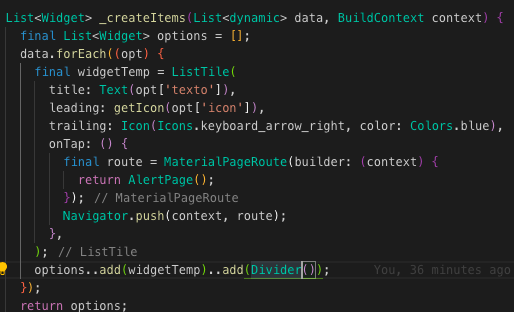 List<Widget> _createItems(List<dynamic> data, BuildContext context) {
  final List<Widget> options = [];
  data.forEach((opt) {
    final widgetTemp = ListTile(
      title: Text(opt['texto']),
      leading: getIcon(opt['icon']),
      trailing: Icon(Icons.keyboard_arrow_right, color: Colors.blue),
      onTap: () {
        final route = MaterialPageRoute(builder: (context) {
          return AlertPage();
        }); // MaterialPageRoute
        Navigator.push(context, route);
      },
    ); // ListTile
    options..add(widgetTemp)..add(Divider()); You, 36 minutes ago
  });
  return options;